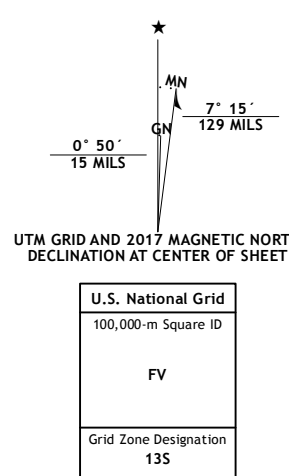 MN
7° 15´
129 MILS
GN
0° 50´
15 MILS
UTM GRID AND 2017 MAGNETIC NORT
DECLINATION AT CENTER OF SHEET
U.S. National Grid
100,000-m Square ID
FV
Grid Zone Designation
13S